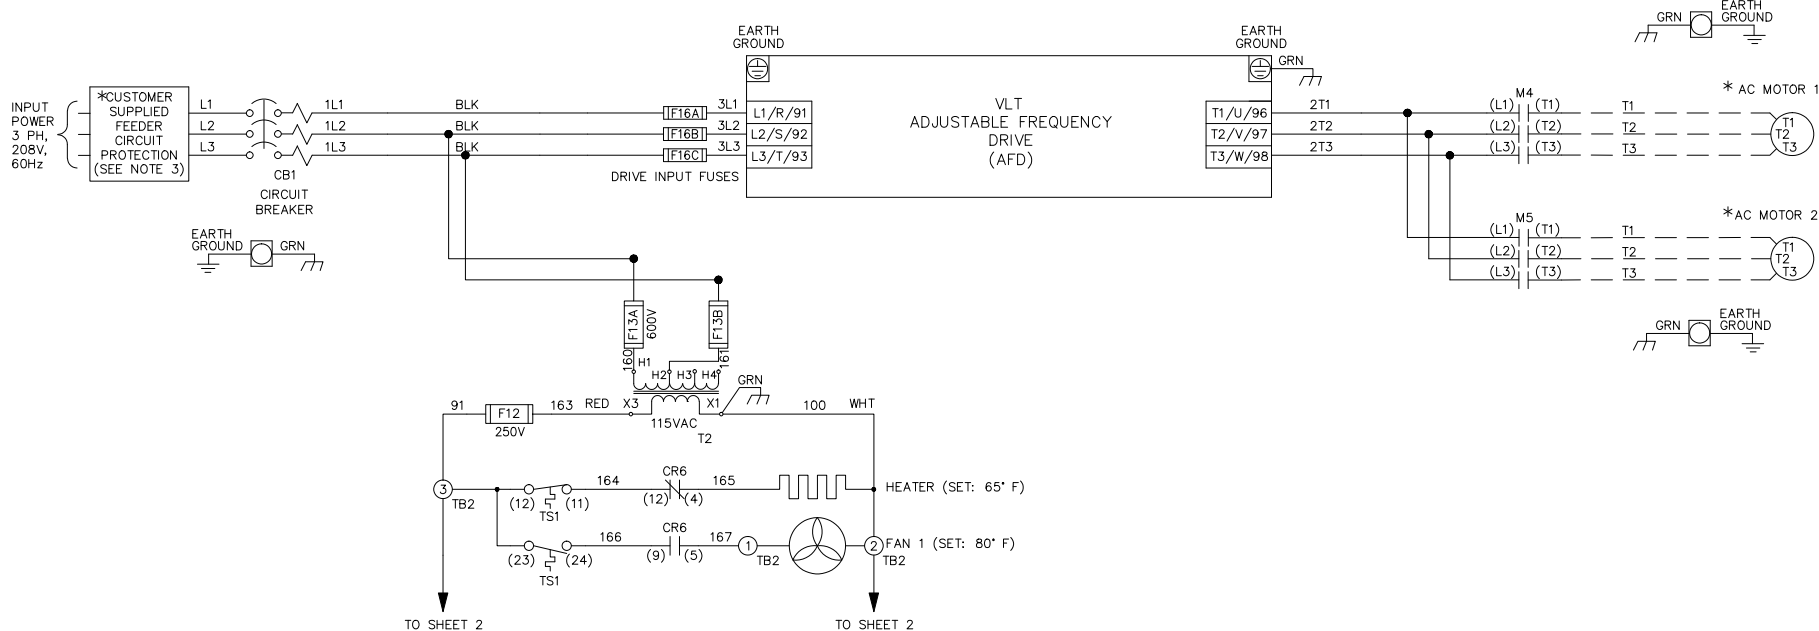 EARTH
GROUND
EARTH
GROUND
GRN
GRN
EARTH
GROUND
INPUT
POWER
3 PH,
208V,
60Hz
*CUSTOMER
SUPPLIED
FEEDER
CIRCUIT
PROTECTION
(SEE NOTE 3)
L1
L2
L3
CB1
CIRCUIT
BREAKER
1L1
1L2
1L3
BLK
BLK
BLK
F16A
F16B
F16C
DRIVE INPUT FUSES
3L1
3L2
3L3
L1/R/91
L2/S/92
L3/T/93
VLT
ADJUSTABLE FREQUENCY
DRIVE
(AFD)
T1/U/96
T2/V/97
T3/W/98
2T1
2T2
2T3
M4
(L1) (T1) T1
(L2) (T2) T2
(L3) (T3) T3
* AC MOTOR 1
T1
T2
T3
M5
(L1) (T1) T1
(L2) (T2) T2
(L3) (T3) T3
*AC MOTOR 2
T1
T2
T3
EARTH
GROUND
GRN
GRN
EARTH
GROUND
F13A
600V
F13B
160
161
H1
H2 H3 H4
GRN
91
F12
250V
163 RED X3
X1
115VAC
T2
100 WHT
3
TB2
(12) (11)
TS1
164
CR6
(12) (4)
165
HEATER (SET: 65° F)
(23) (24)
TS1
166
CR6
(9) (5)
167
1
TB2
2
TB2
FAN 1 (SET: 80° F)
TO SHEET 2
TO SHEET 2